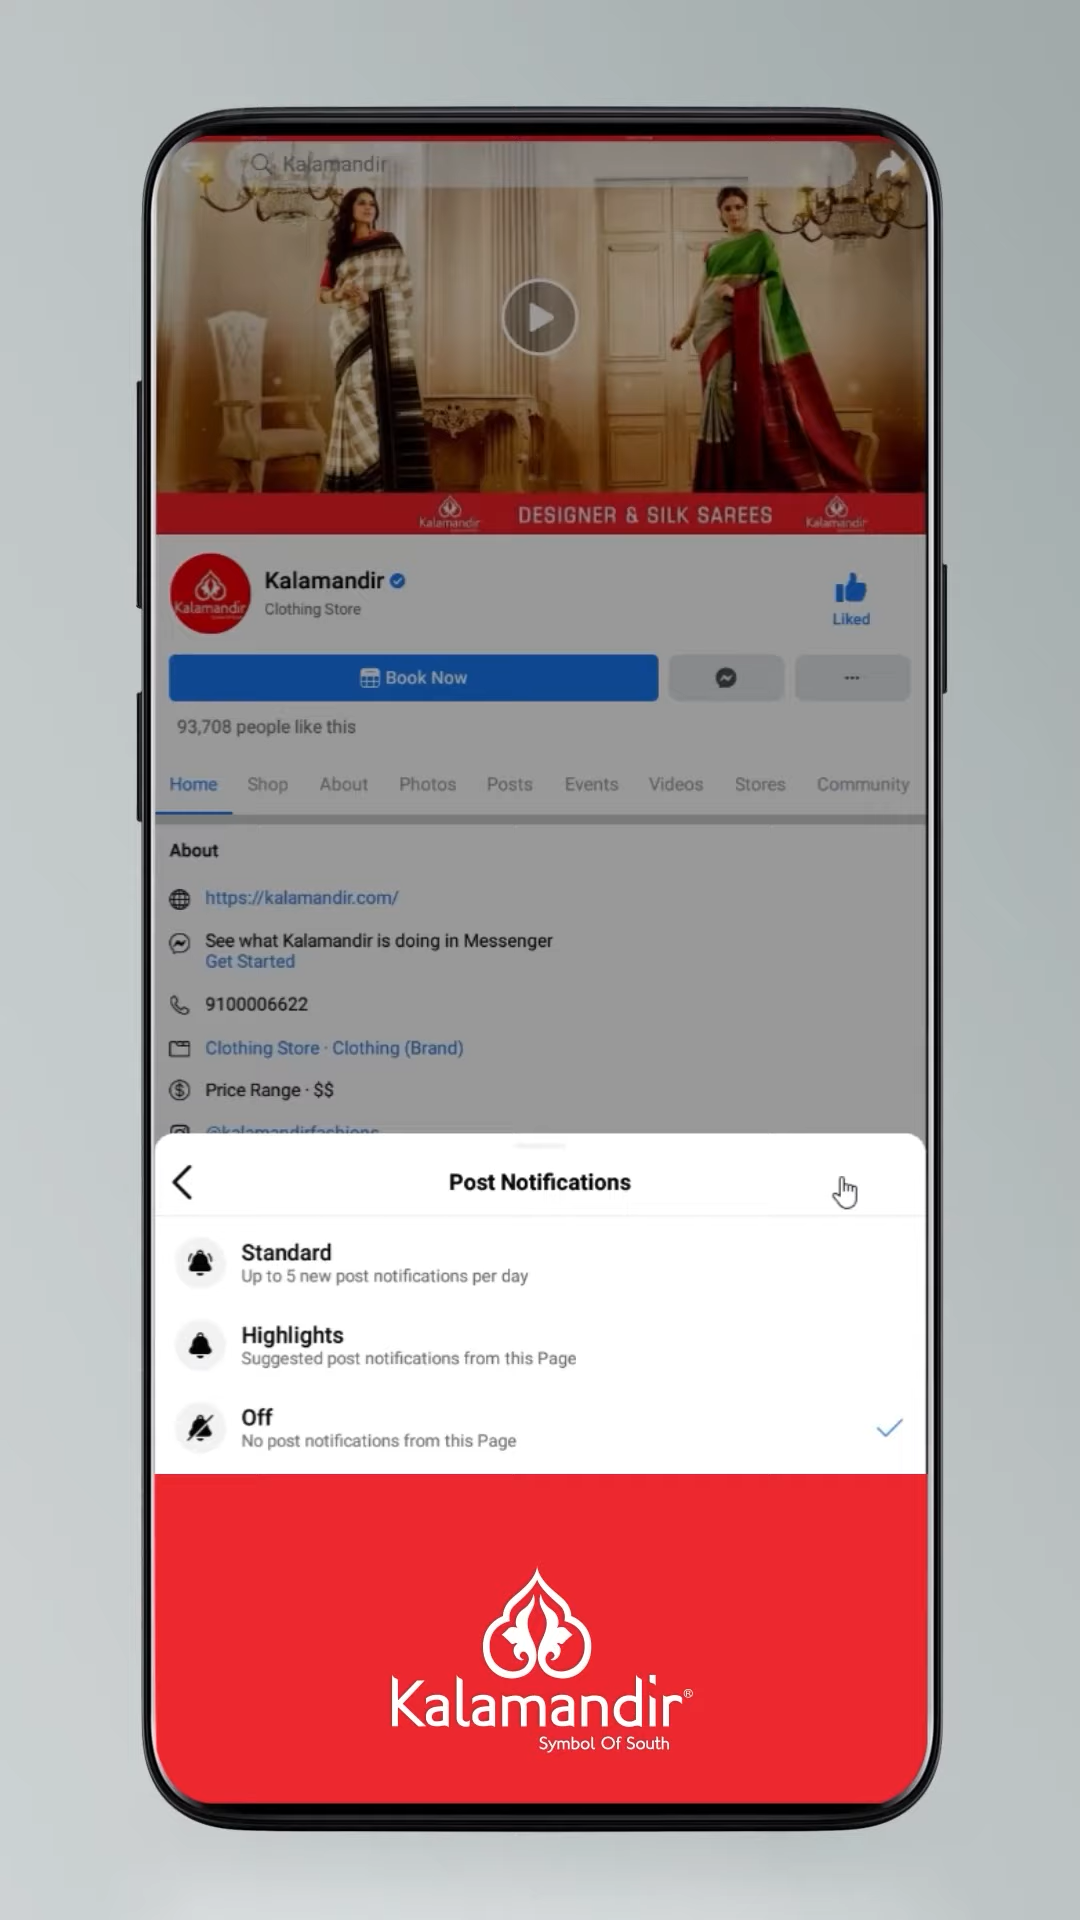 Kalamandir
Kalamandir
DESIGNER & SILK SAREES
Kalamandir
Kalamandir
Kalamandir
Clothing Store
Liked
Book Now
93,708 people like this
Home Shop About Photos Posts Events Videos Stores Community
About
https://kalamandir.com/
See what Kalamandir is doing in Messenger
Get Started
9100006622
Clothing Store · Clothing (Brand)
Price Range · $$
@kalamandirfashions
Post Notifications
Standard
Up to 5 new post notifications per day
Highlights
Suggested post notifications from this Page
Off
No post notifications from this Page
Kalamandir®
Symbol Of South